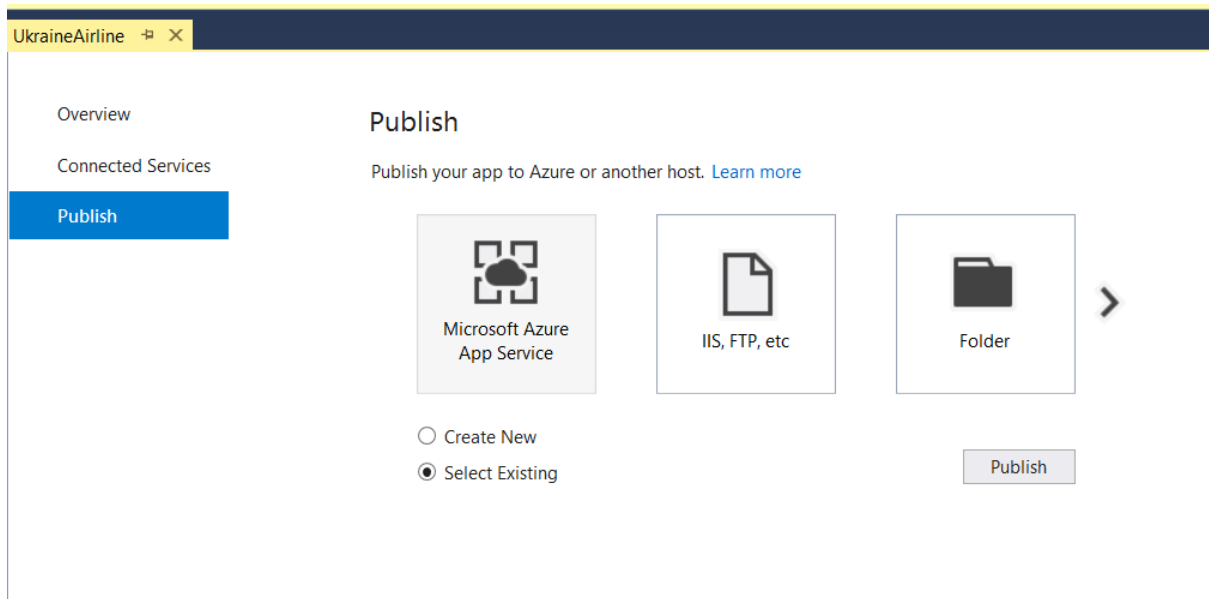 UkraineAirline
Overview
Connected Services
Publish
Publish
Publish your app to Azure or another host. Learn more
Microsoft Azure
App Service
IIS, FTP, etc
Folder
Create New
Select Existing
Publish